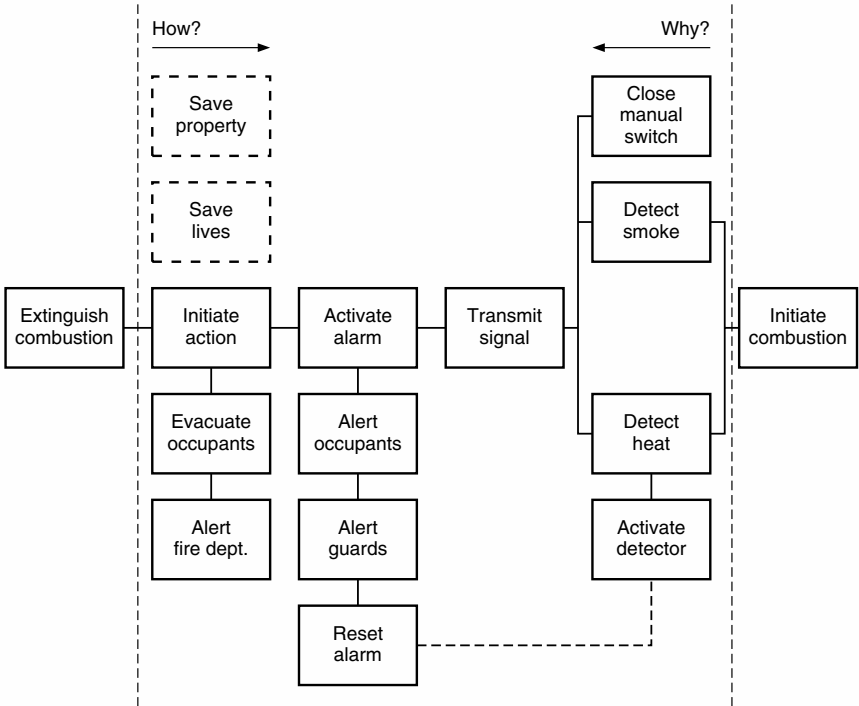 How?
Why?
Save
property
Close
manual
switch
Save
lives
Detect
smoke
Extinguish
combustion
Initiate
action
Activate
alarm
Transmit
signal
Initiate
combustion
Evacuate
occupants
Alert
occupants
Detect
heat
Alert
fire dept.
Alert
guards
Activate
detector
Reset
alarm